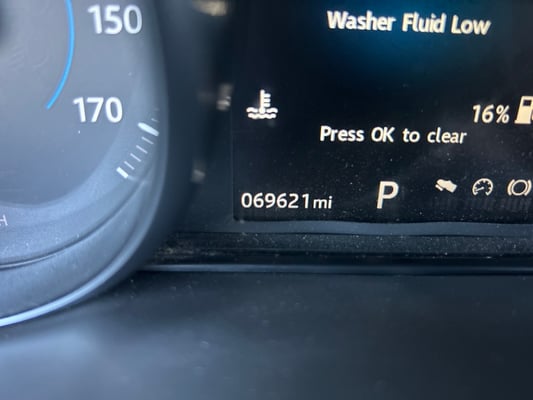 150
170
H
Washer Fluid Low
16%
Press OK to clear
069621mi
P